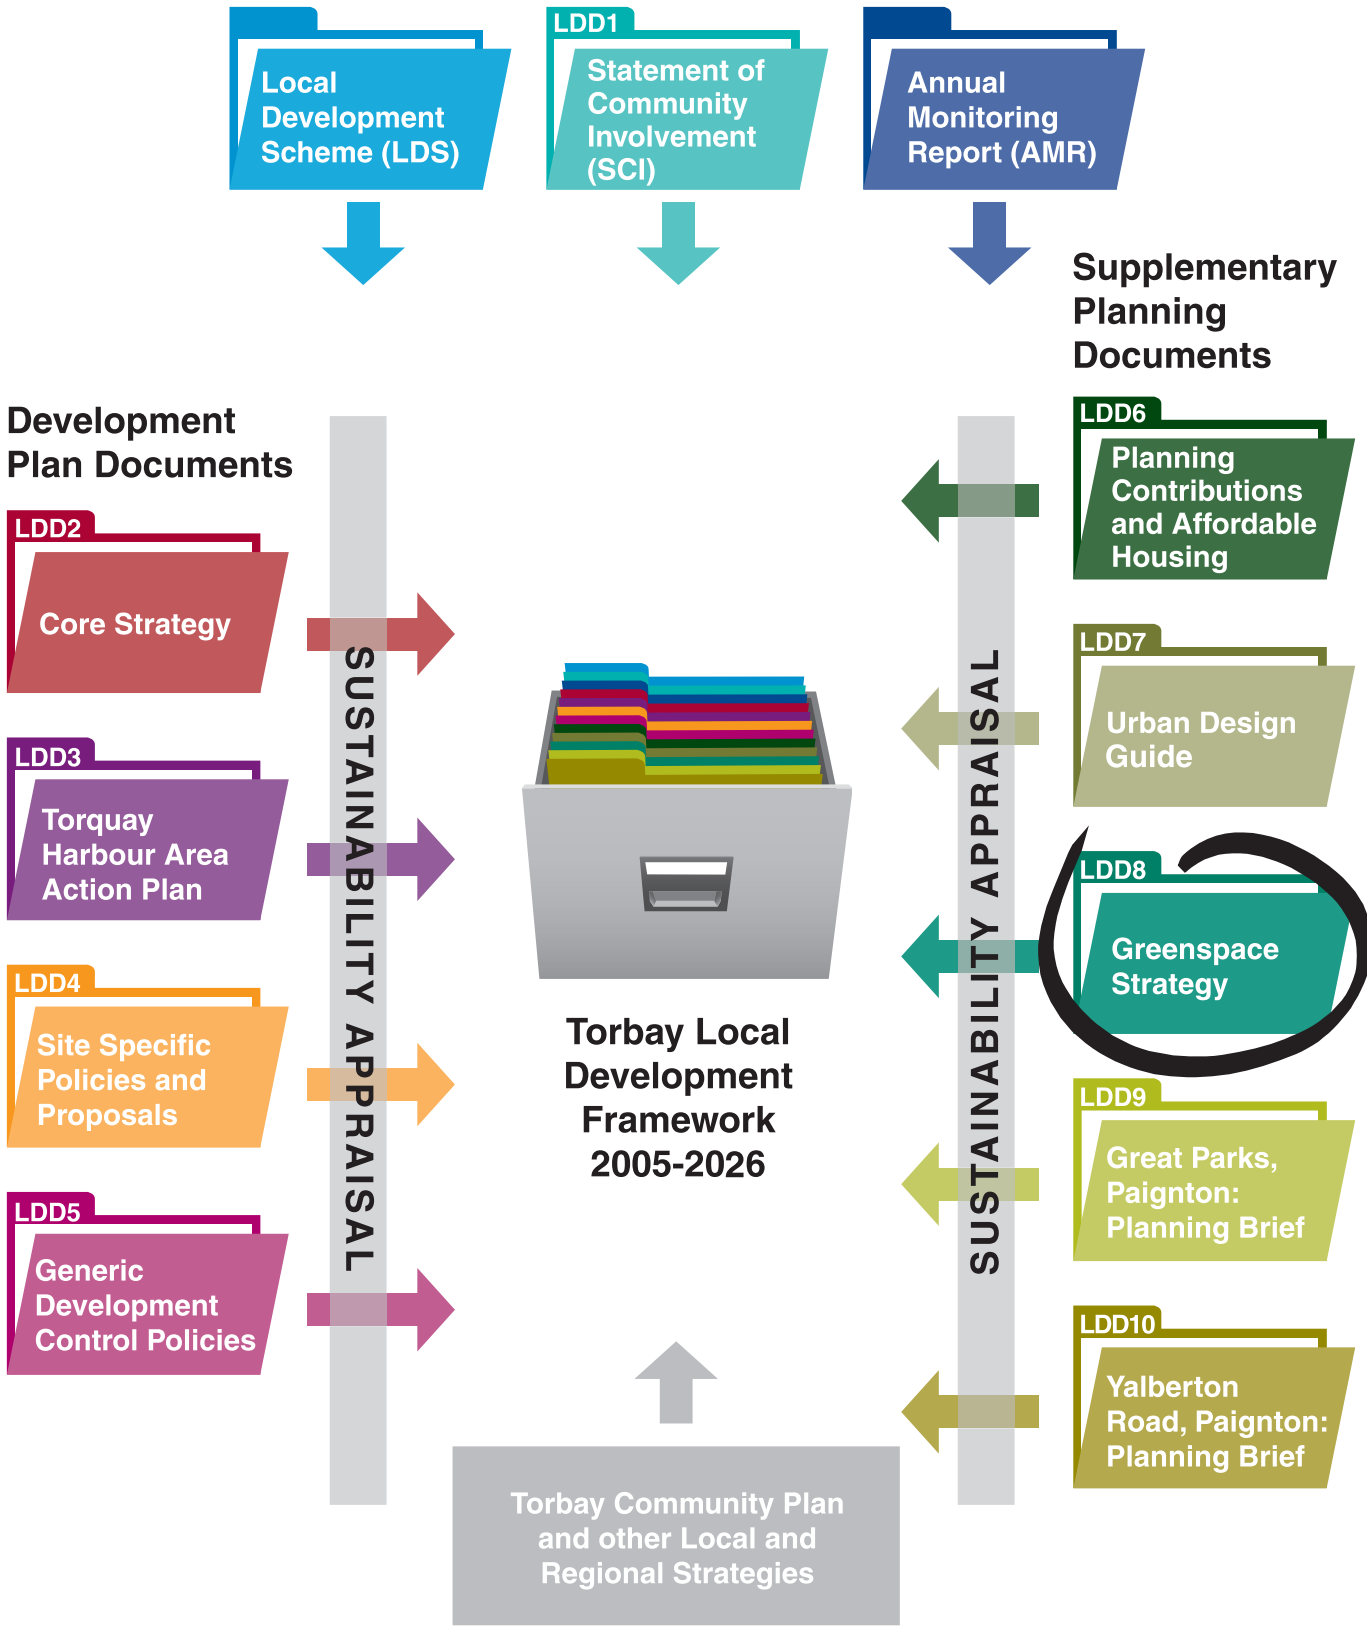 Local
Development
Scheme (LDS)
LDD1
Statement of
Community
Involvement
(SCI)
Annual
Monitoring
Report (AMR)
Development
Plan Documents
LDD2
Core Strategy
LDD3
Torquay
Harbour Area
Action Plan
LDD4
Site Specific
Policies and
Proposals
LDD5
Generic
Development
Control Policies
SUSTAINABILITY APPRAISAL
Torbay Local
Development
Framework
2005-2026
Torbay Community Plan
and other Local and
Regional Strategies
SUSTAINABILITY APPRAISAL
Supplementary
Planning
Documents
LDD6
Planning
Contributions
and Affordable
Housing
LDD7
Urban Design
Guide
LDD8
Greenspace
Strategy
LDD9
Great Parks,
Paignton:
Planning Brief
LDD10
Yalberton
Road, Paignton:
Planning Brief